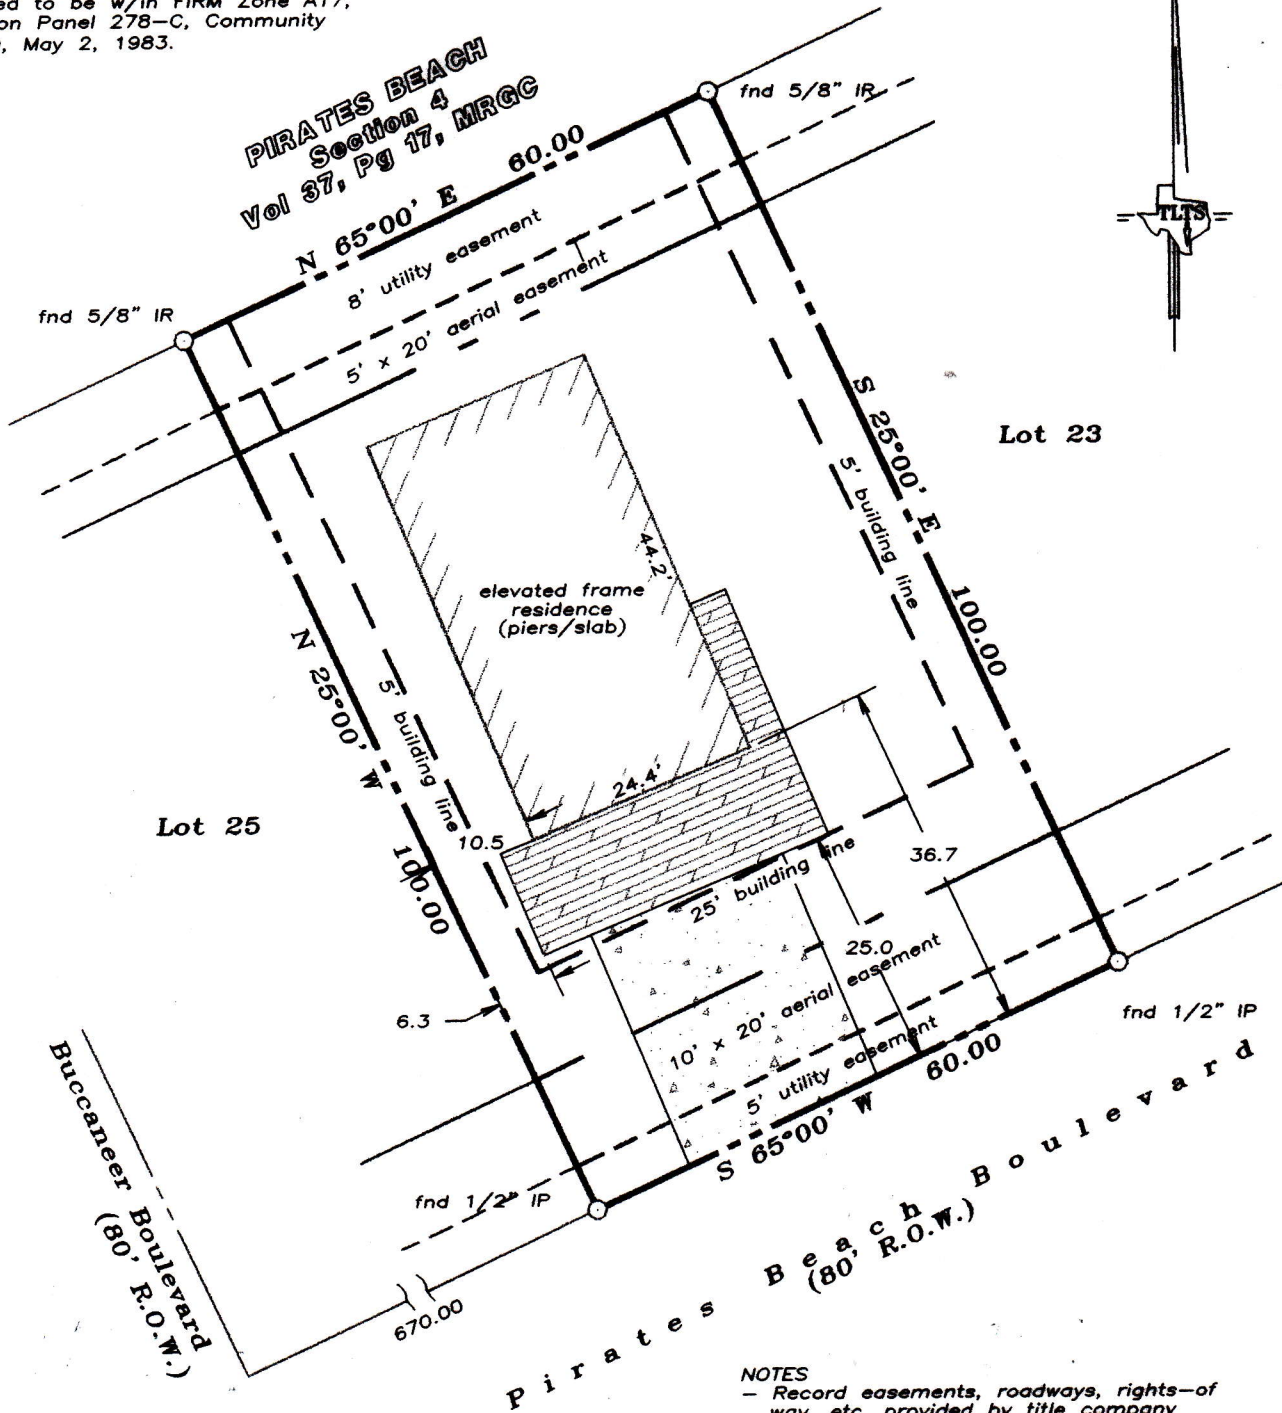 ed to be w/in FIRM Zone A17,
on Panel 278-C, Community
, May 2, 1983.
PIRATES BEACH
Section 4
Vol 37, Pg 17, MRGC
fnd 5/8" IR
N 65°00' E 60.00
TLTS
8' utility easement
fnd 5/8" IR
5' x 20' aerial easement
S 25°00' E 100.00
Lot 23
5' building line
44.2'
elevated frame
residence
(piers/slab)
N 25°00' W 100.00
5' building line
24.4'
Lot 25
10.5
36.7
25' building line
25.0
10' x 20' aerial easement
6.3
fnd 1/2" IP
5' utility easement
S 65°00' W 60.00
fnd 1/2" IP
Buccaneer Boulevard
(80' R.O.W.)
Pirates Beach Boulevard
(80' R.O.W.)
670.00
NOTES
- Record easements, roadways, rights-of
way, etc. provided by title company